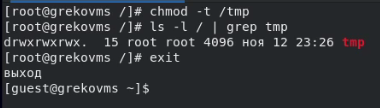 [root@grekovms /]# chmod -t /tmp
[root@grekovms /]# ls -l / | grep tmp
drwxrwxrwx.  15 root root 4096 ноя 12 23:26 tmp
[root@grekovms /]# exit
выход
[guest@grekovms ~]$